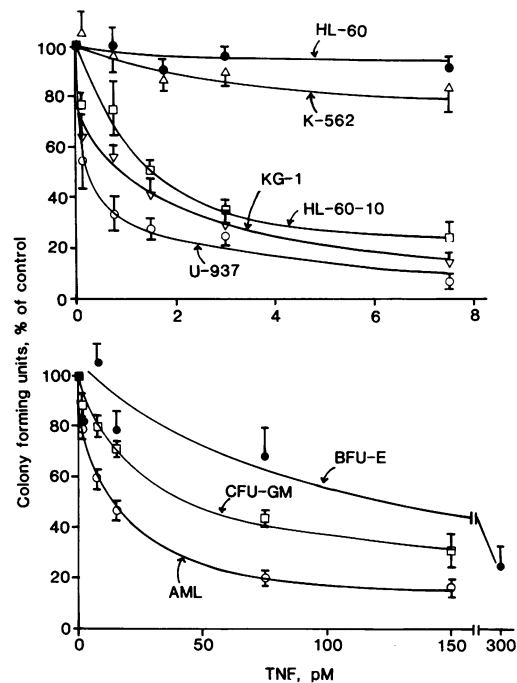 HL-60
K-562
KG-1
HL-60-10
U-937
100
80
60
40
20
0
0 2 4 6 8
Colony forming units, % of control
BFU-E
CFU-GM
AML
100
80
60
40
20
0
0 50 100 150 300
TNF, pM